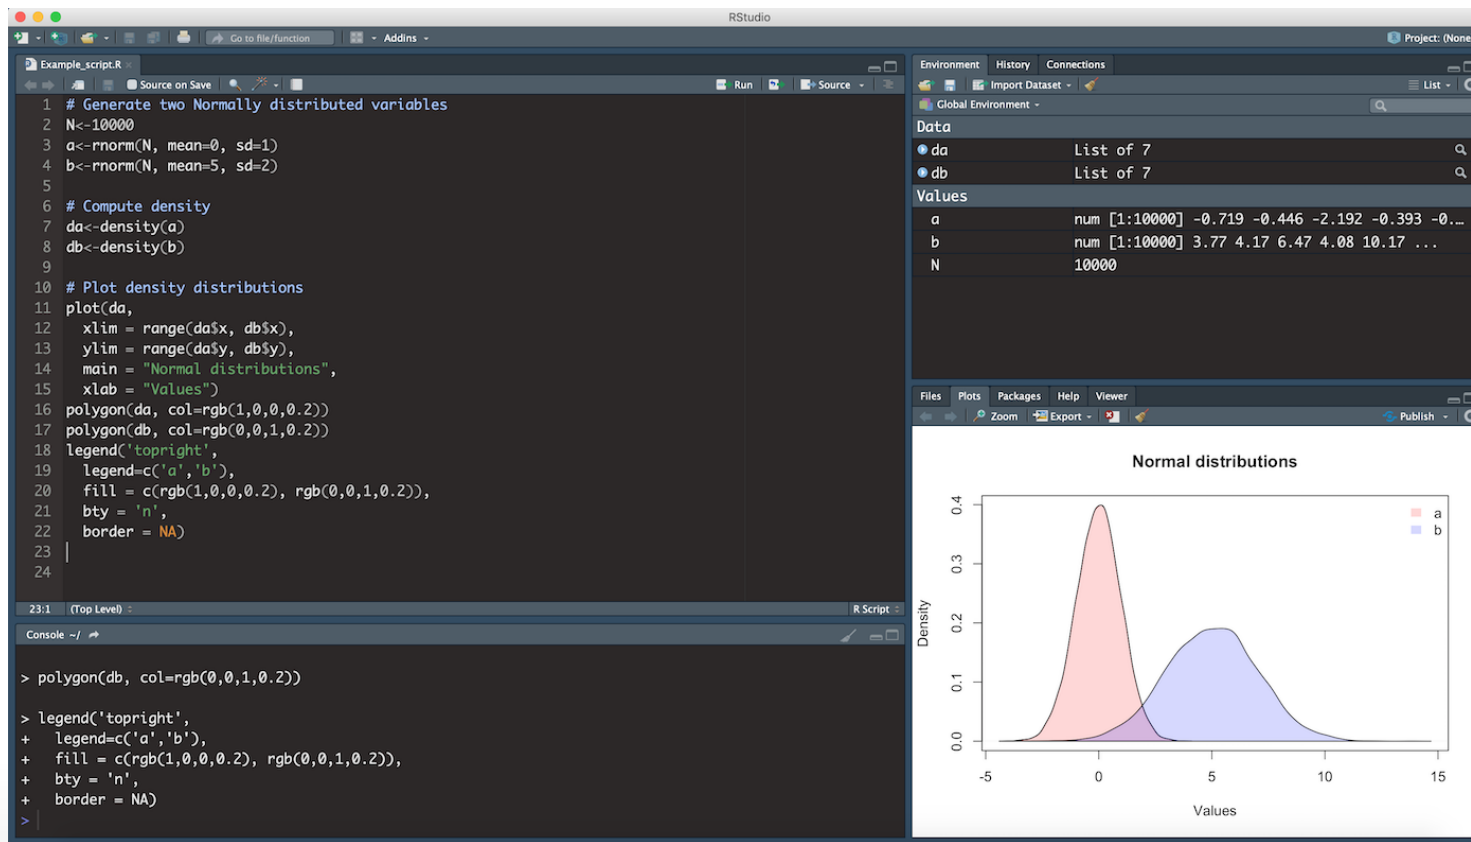 RStudio
Go to file/function
Addins
Project: (None
Example_script.R
Source on Save
Run
Source
1 # Generate two Normally distributed variables
2 N<-10000
3 a<-rnorm(N, mean=0, sd=1)
4 b<-rnorm(N, mean=5, sd=2)
5
6 # Compute density
7 da<-density(a)
8 db<-density(b)
9
10 # Plot density distributions
11 plot(da,
12 xlim = range(da$x, db$x),
13 ylim = range(da$y, db$y),
14 main = "Normal distributions",
15 xlab = "Values")
16 polygon(da, col=rgb(1,0,0,0.2))
17 polygon(db, col=rgb(0,0,1,0.2))
18 legend('topright',
19 legend=c('a','b'),
20 fill = c(rgb(1,0,0,0.2), rgb(0,0,1,0.2)),
21 bty = 'n',
22 border = NA)
23
24
23:1 (Top Level) R Script
Console ~/
> polygon(db, col=rgb(0,0,1,0.2))
> legend('topright',
+ legend=c('a','b'),
+ fill = c(rgb(1,0,0,0.2), rgb(0,0,1,0.2)),
+ bty = 'n',
+ border = NA)
>
Environment History Connections
Import Dataset List
Global Environment
Data
da List of 7
db List of 7
Values
a num [1:10000] -0.719 -0.446 -2.192 -0.393 -0...
b num [1:10000] 3.77 4.17 6.47 4.08 10.17 ...
N 10000
Files Plots Packages Help Viewer
Zoom Export Publish
Normal distributions
a
b
Density
0.4
0.3
0.2
0.1
0.0
-5 0 5 10 15
Values